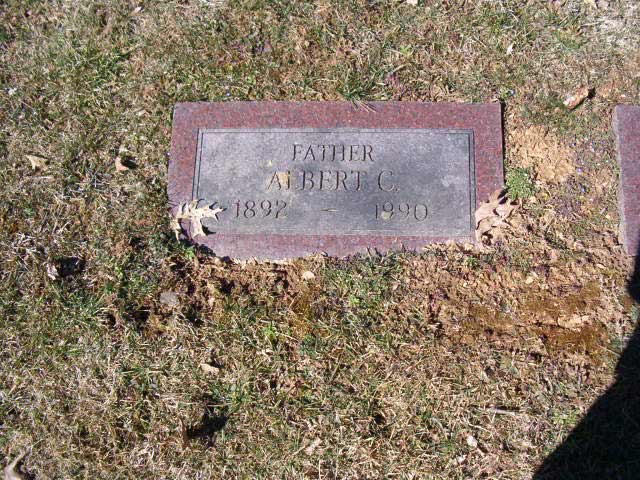 FATHER
ALBERT C.
1892 – 1990